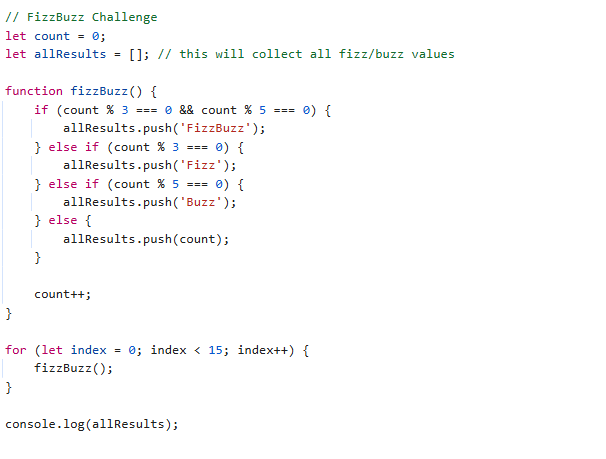 // FizzBuzz Challenge
let count = 0;
let allResults = []; // this will collect all fizz/buzz values

function fizzBuzz() {
    if (count % 3 === 0 && count % 5 === 0) {
        allResults.push('FizzBuzz');
    } else if (count % 3 === 0) {
        allResults.push('Fizz');
    } else if (count % 5 === 0) {
        allResults.push('Buzz');
    } else {
        allResults.push(count);
    }

    count++;
}

for (let index = 0; index < 15; index++) {
    fizzBuzz();
}

console.log(allResults);